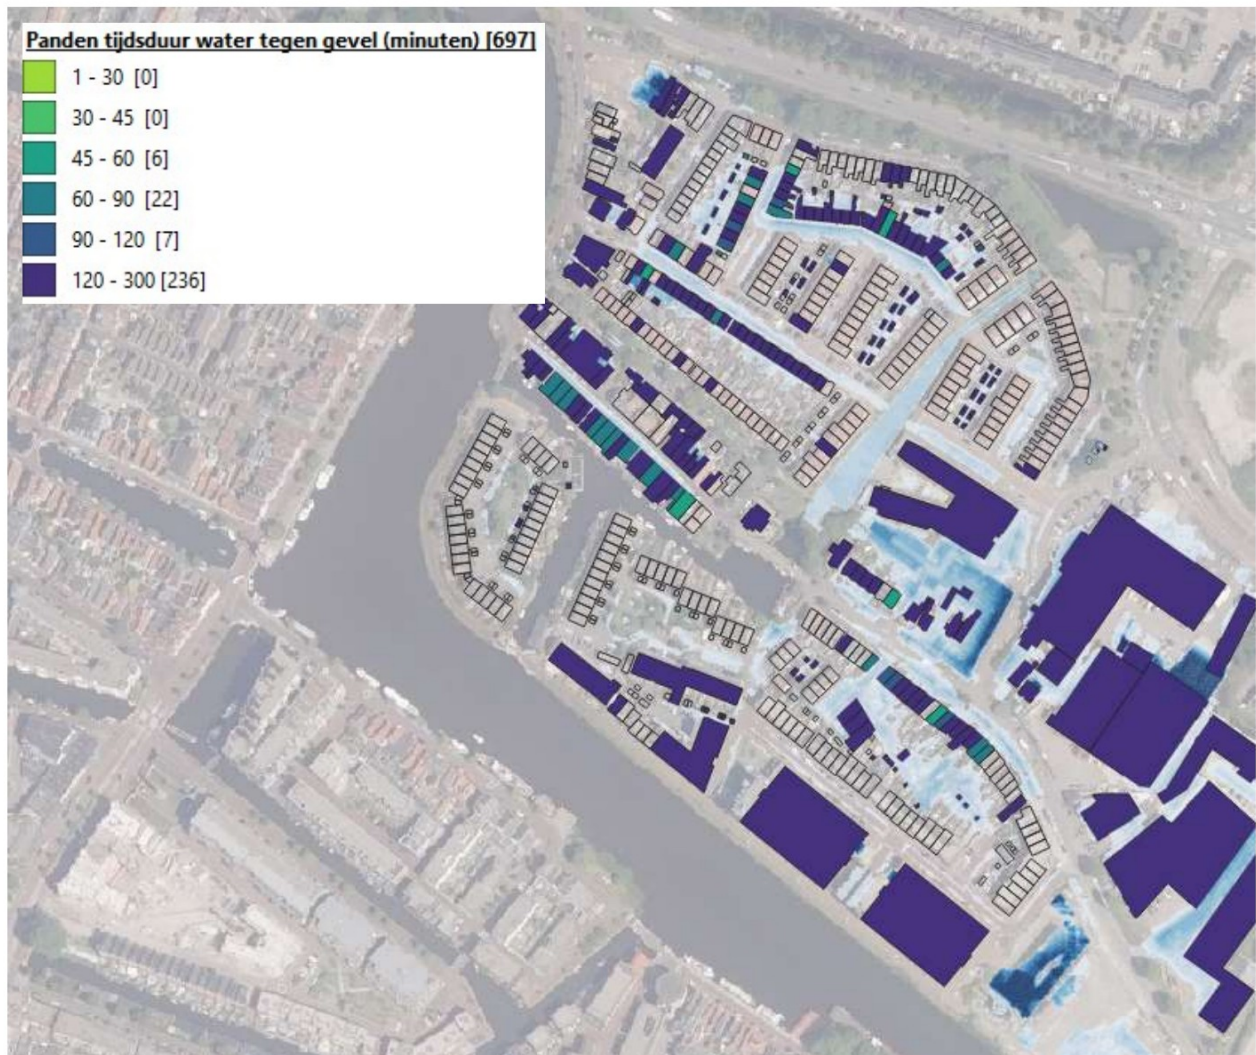 Panden tijdsduur water tegen gevel (minuten) [697]
1 - 30 [0]
30 - 45 [0]
45 - 60 [6]
60 - 90 [22]
90 - 120 [7]
120 - 300 [236]